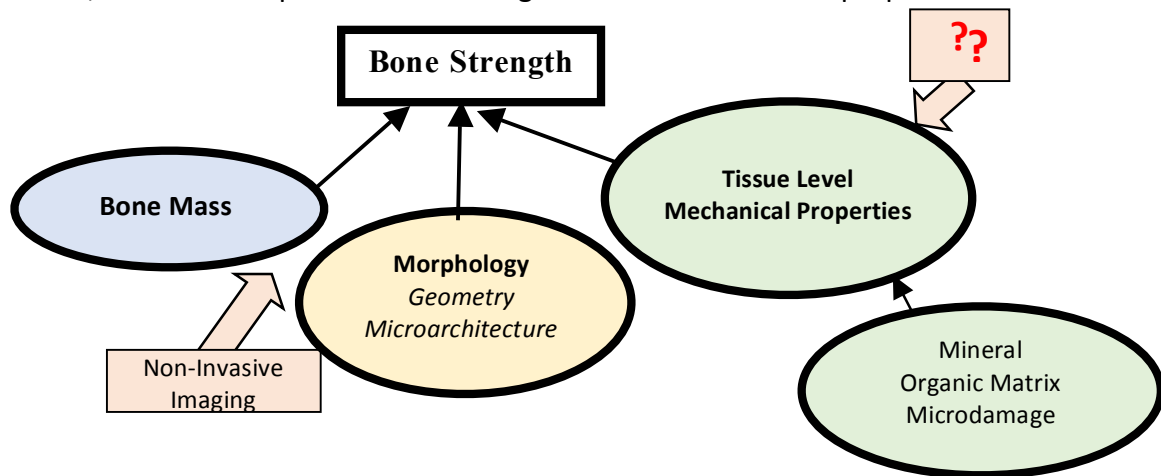 ??
Bone Strength
Tissue Level
Mechanical Properties
Bone Mass
Morphology
Geometry
Microarchitecture
Non-Invasive
Imaging
Mineral
Organic Matrix
Microdamage